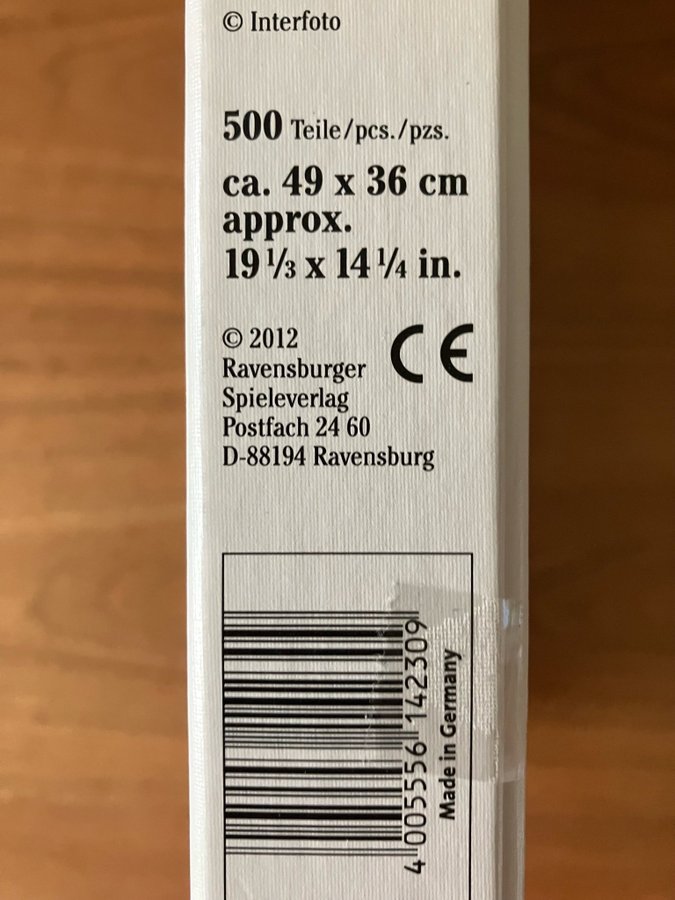 © Interfoto
500 Teile/pcs./pzs.
ca. 49 x 36 cm
approx.
19 1/3 x 14 1/4 in.
© 2012
Ravensburger
Spieleverlag
Postfach 24 60
D-88194 Ravensburg
CE
4 005556 142309
Made in Germany